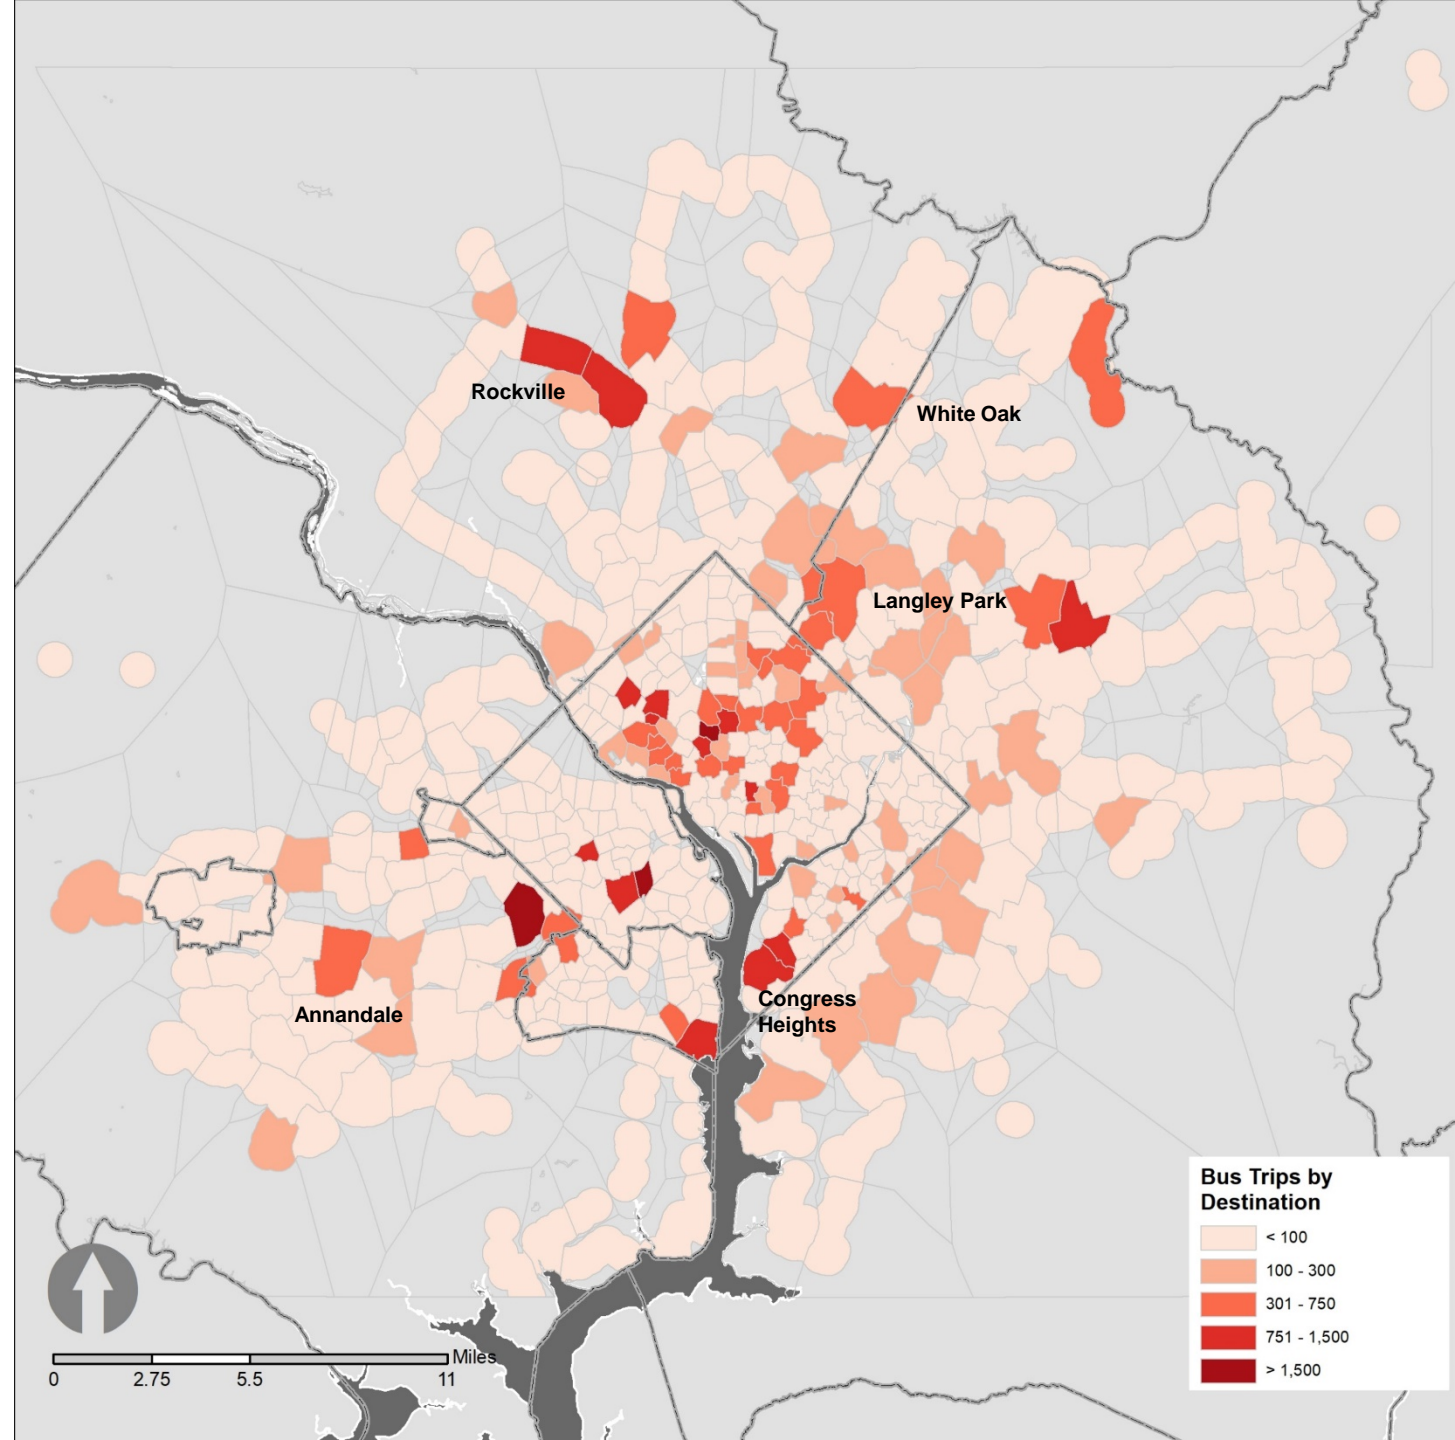 Rockville
White Oak
Langley Park
Annandale
Congress
Heights
Bus Trips by
Destination
< 100
100 - 300
301 - 750
751 - 1,500
> 1,500
Miles
0 2.75 5.5 11